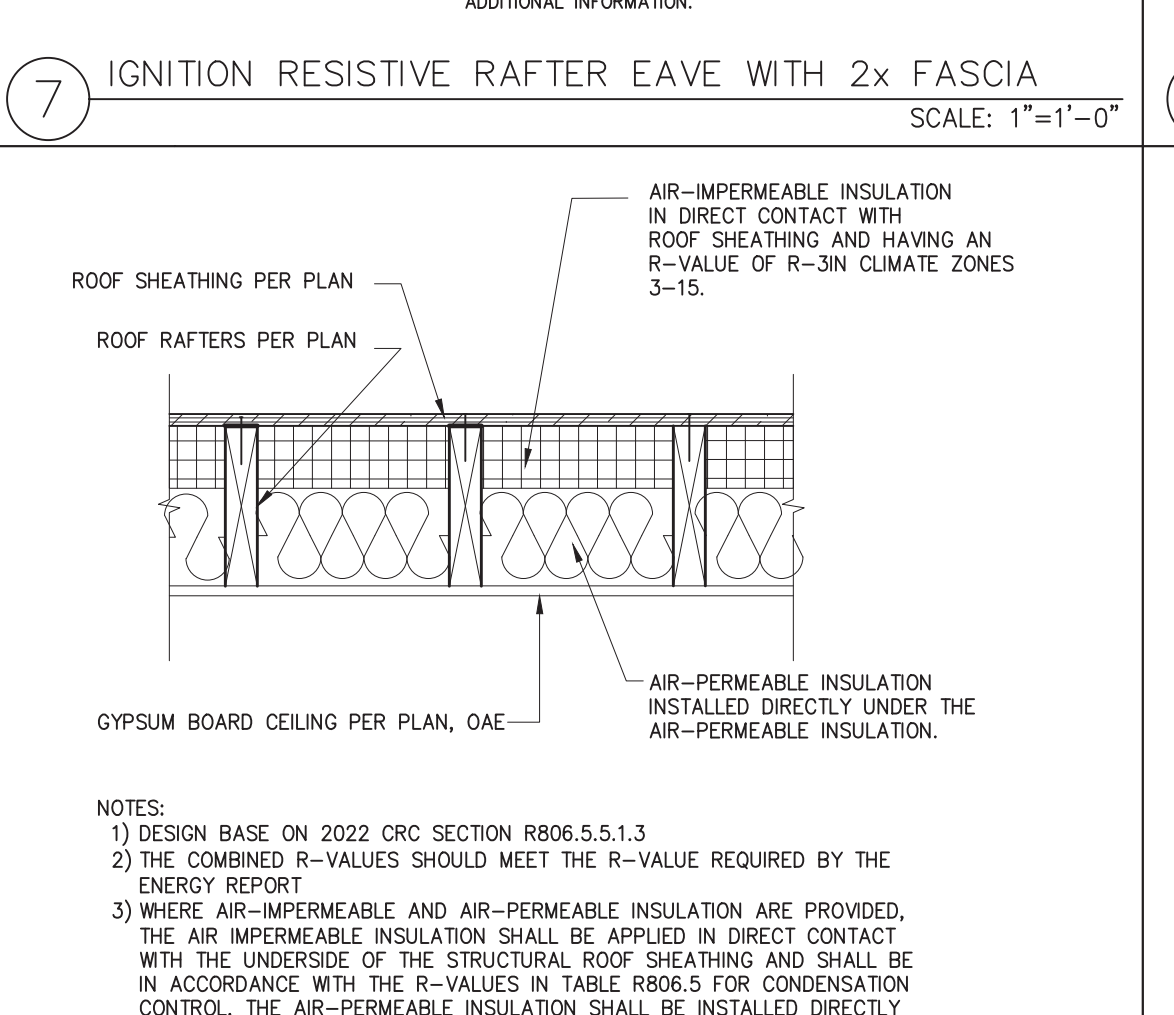 ADDITIONAL INFORMATION.
7
IGNITION RESISTIVE RAFTER EAVE WITH 2x FASCIA
SCALE: 1"=1'-0"
AIR-IMPERMEABLE INSULATION
IN DIRECT CONTACT WITH
ROOF SHEATHING AND HAVING AN
R-VALUE OF R-3IN CLIMATE ZONES
3-15.
ROOF SHEATHING PER PLAN
ROOF RAFTERS PER PLAN
AIR-PERMEABLE INSULATION
INSTALLED DIRECTLY UNDER THE
AIR-PERMEABLE INSULATION.
GYPSUM BOARD CEILING PER PLAN, OAE
NOTES:
1) DESIGN BASE ON 2022 CRC SECTION R806.5.5.1.3
2) THE COMBINED R-VALUES SHOULD MEET THE R-VALUE REQUIRED BY THE
ENERGY REPORT
3) WHERE AIR-IMPERMEABLE AND AIR-PERMEABLE INSULATION ARE PROVIDED,
THE AIR IMPERMEABLE INSULATION SHALL BE APPLIED IN DIRECT CONTACT
WITH THE UNDERSIDE OF THE STRUCTURAL ROOF SHEATHING AND SHALL BE
IN ACCORDANCE WITH THE R-VALUES IN TABLE R806.5 FOR CONDENSATION
CONTROL. THE AIR-PERMEABLE INSULATION SHALL BE INSTALLED DIRECTLY